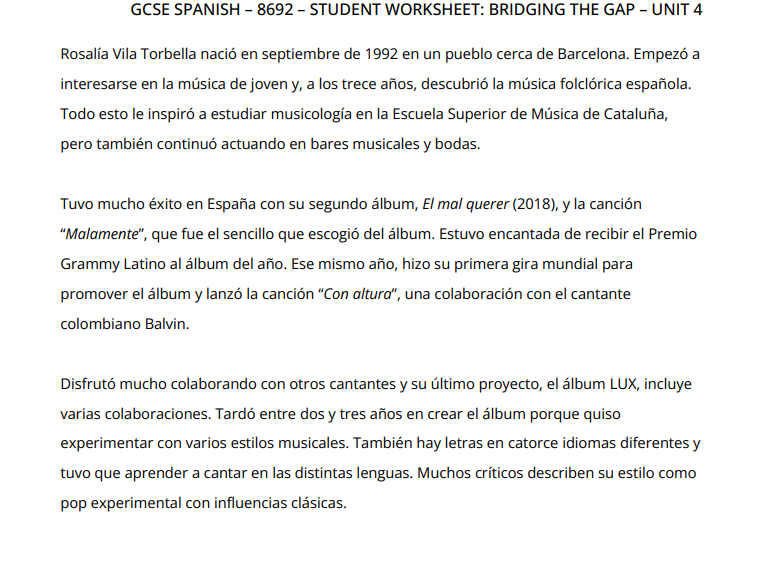 GCSE SPANISH – 8692 – STUDENT WORKSHEET: BRIDGING THE GAP – UNIT 4
Rosalía Vila Torbella nació en septiembre de 1992 en un pueblo cerca de Barcelona. Empezó a
interesarse en la música de joven y, a los trece años, descubrió la música folclórica española.
Todo esto le inspiró a estudiar musicología en la Escuela Superior de Música de Cataluña,
pero también continuó actuando en bares musicales y bodas.
Tuvo mucho éxito en España con su segundo álbum, El mal querer (2018), y la canción
“Malamente”, que fue el sencillo que escogió del álbum. Estuvo encantada de recibir el Premio
Grammy Latino al álbum del año. Ese mismo año, hizo su primera gira mundial para
promover el álbum y lanzó la canción “Con altura”, una colaboración con el cantante
colombiano Balvin.
Disfrutó mucho colaborando con otros cantantes y su último proyecto, el álbum LUX, incluye
varias colaboraciones. Tardó entre dos y tres años en crear el álbum porque quiso
experimentar con varios estilos musicales. También hay letras en catorce idiomas diferentes y
tuvo que aprender a cantar en las distintas lenguas. Muchos críticos describen su estilo como
pop experimental con influencias clásicas.